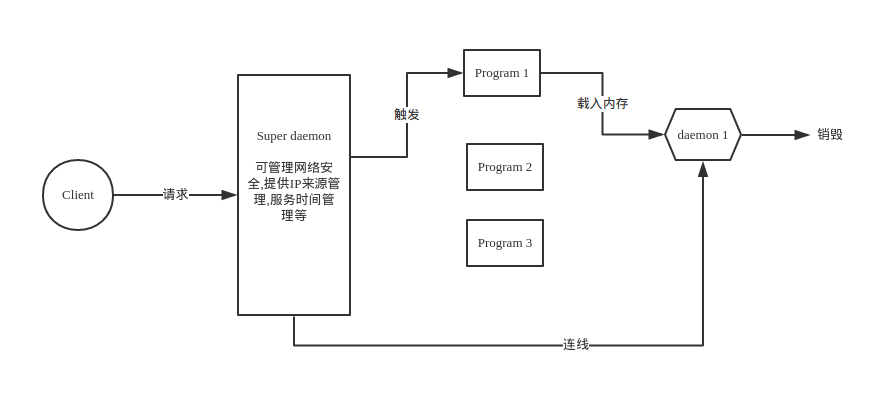 Client
请求
Super daemon
可管理网络安
全,提供IP来源管
理,服务时间管
理等
触发
Program 1
载入内存
daemon 1
销毁
Program 2
Program 3
连线